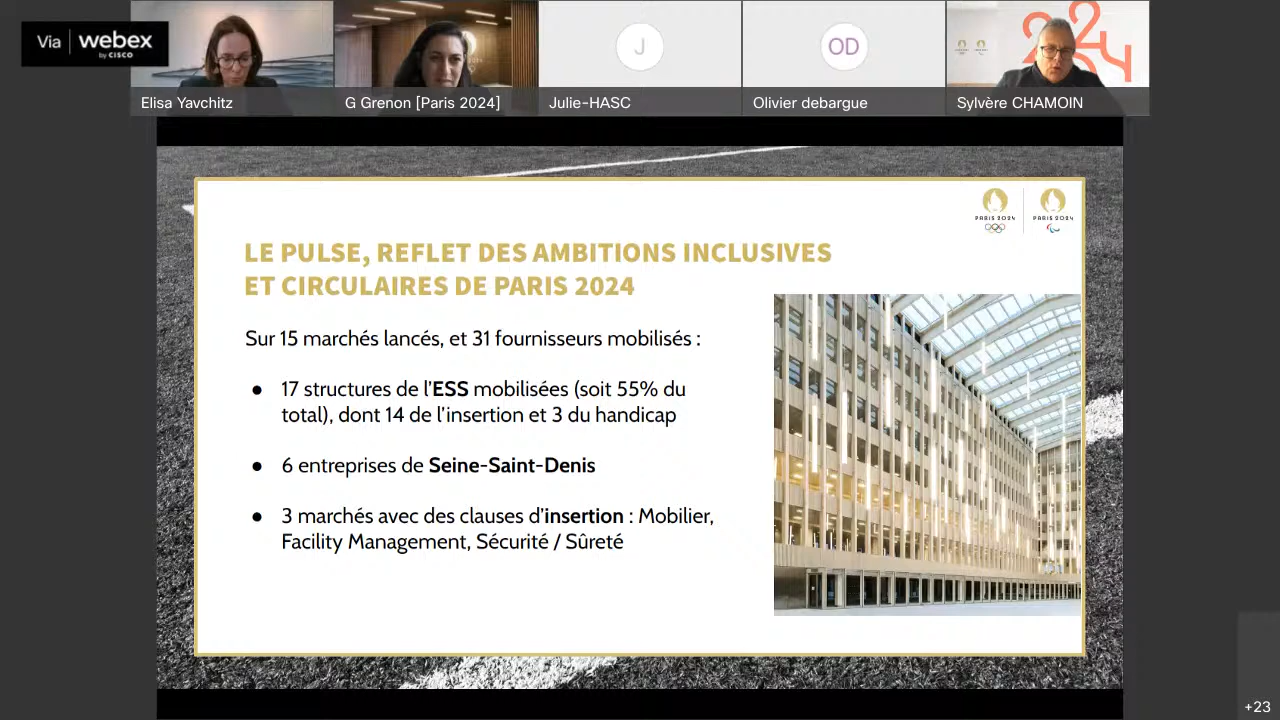 Via webex
by CISCO
Elisa Yavchitz
G Grenon [Paris 2024]
J
Julie-HASC
OD
Olivier debargue
Sylvère CHAMOIN
PARIS 2024
PARIS 2024
LE PULSE, REFLET DES AMBITIONS INCLUSIVES
ET CIRCULAIRES DE PARIS 2024
Sur 15 marchés lancés, et 31 fournisseurs mobilisés :
● 17 structures de l’ESS mobilisées (soit 55% du
total), dont 14 de l’insertion et 3 du handicap
● 6 entreprises de Seine-Saint-Denis
● 3 marchés avec des clauses d’insertion : Mobilier,
Facility Management, Sécurité / Sûreté
+23